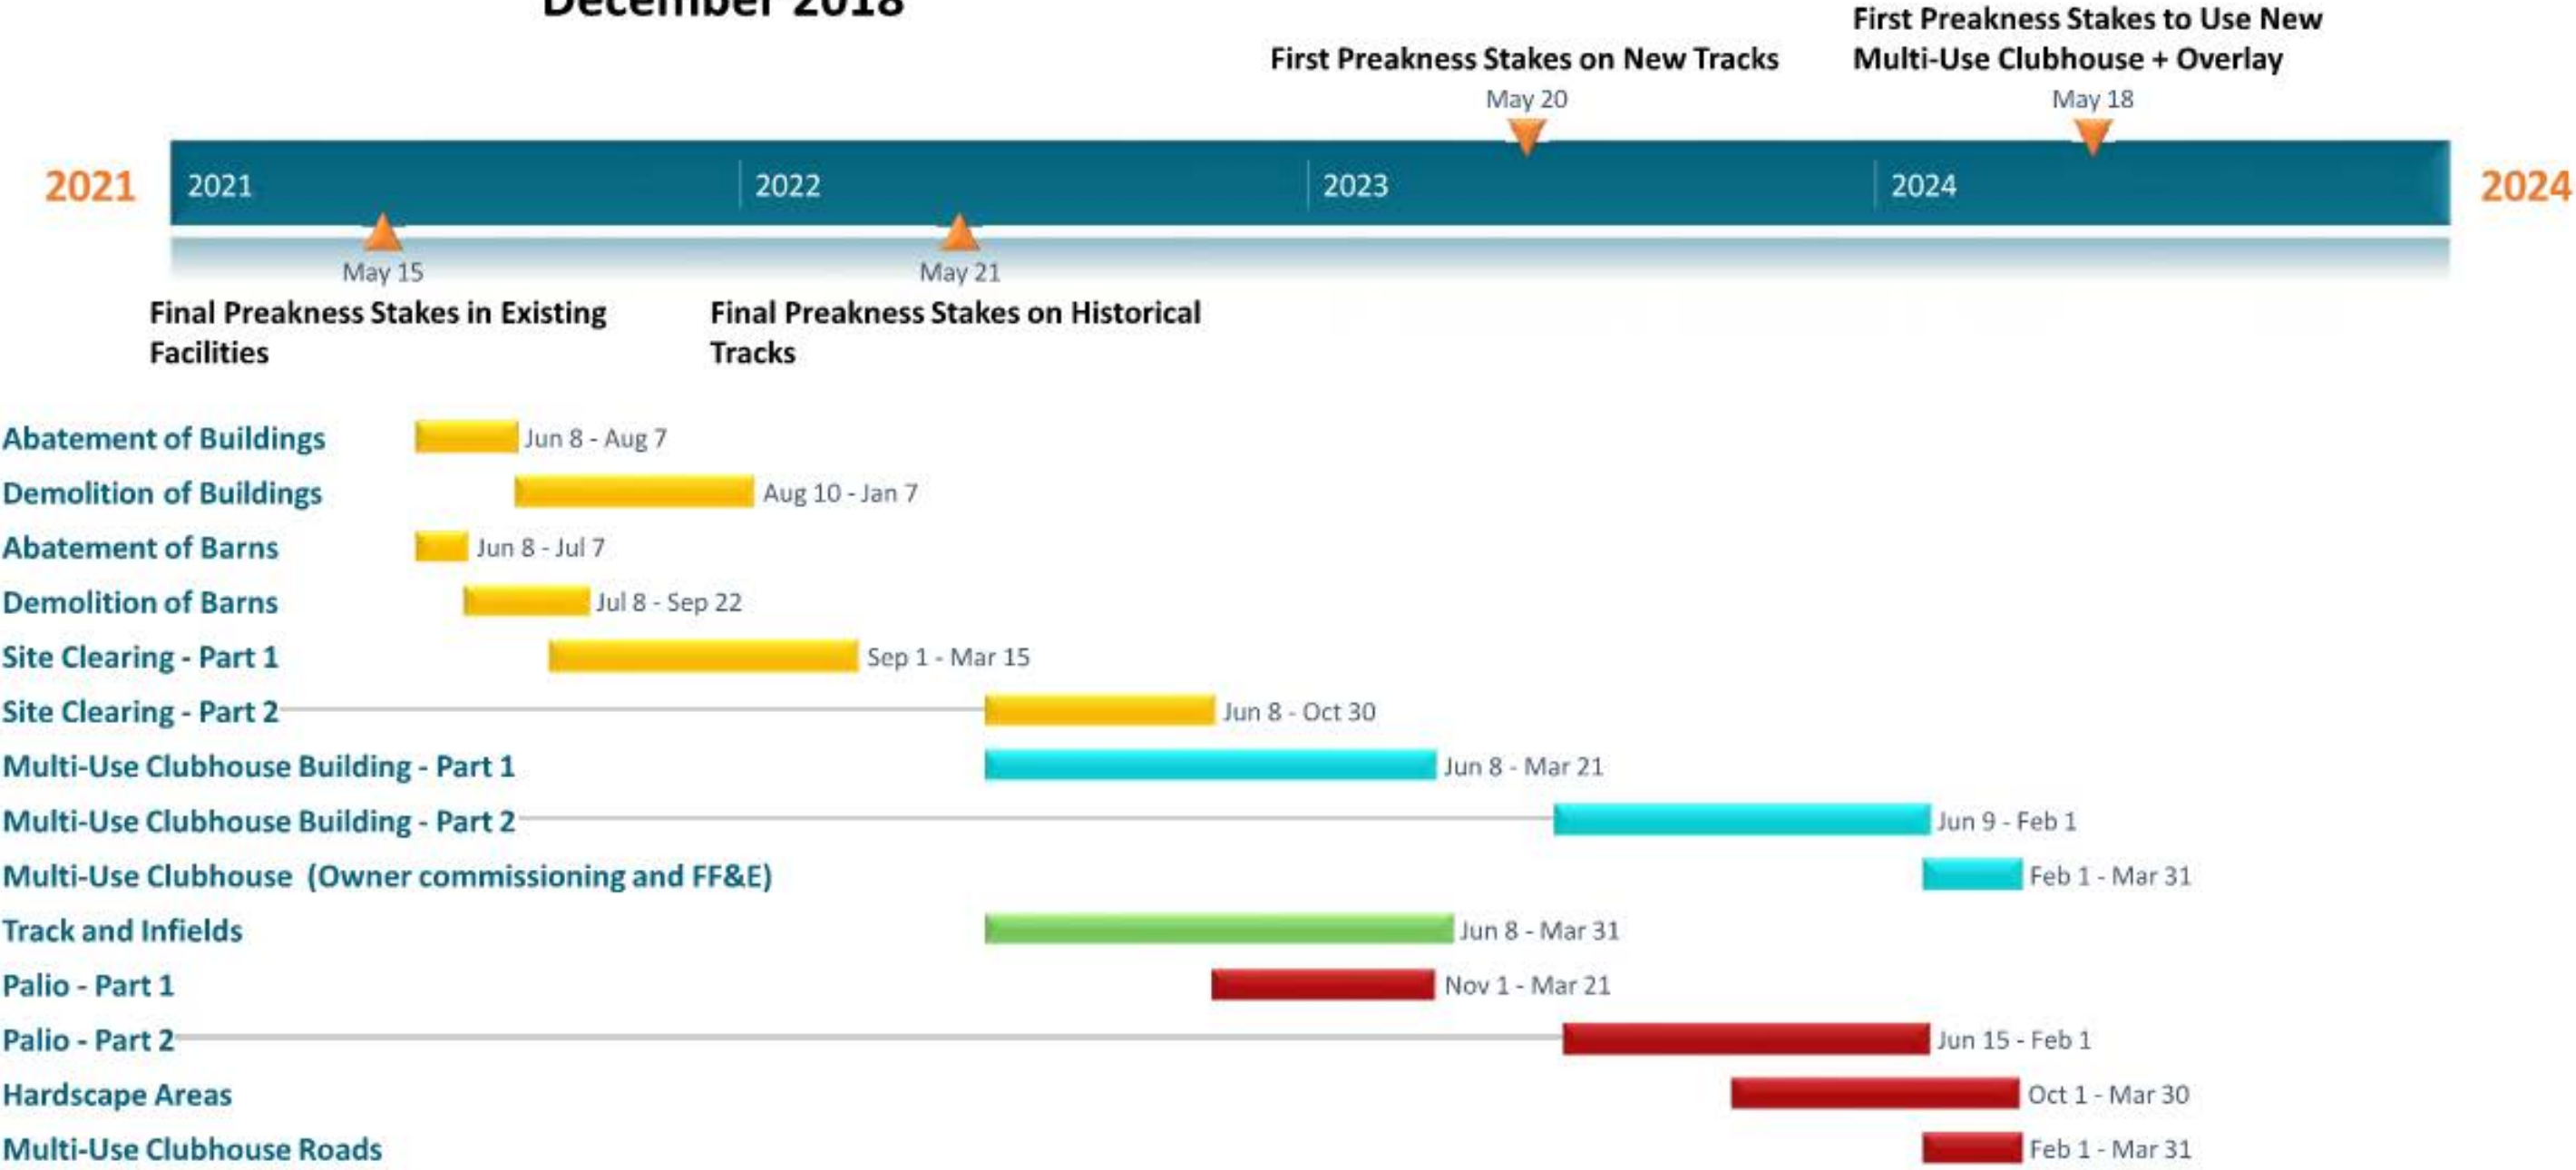 December 2018
First Preakness Stakes to Use New
Multi-Use Clubhouse + Overlay
First Preakness Stakes on New Tracks
May 20
May 18
2021
2021
2022
2023
2024
2024
May 15
May 21
Final Preakness Stakes in Existing
Facilities
Final Preakness Stakes on Historical
Tracks
Abatement of Buildings Jun 8 - Aug 7
Demolition of Buildings Aug 10 - Jan 7
Abatement of Barns Jun 8 - Jul 7
Demolition of Barns Jul 8 - Sep 22
Site Clearing - Part 1 Sep 1 - Mar 15
Site Clearing - Part 2 Jun 8 - Oct 30
Multi-Use Clubhouse Building - Part 1 Jun 8 - Mar 21
Multi-Use Clubhouse Building - Part 2 Jun 9 - Feb 1
Multi-Use Clubhouse (Owner commissioning and FF&E) Feb 1 - Mar 31
Track and Infields Jun 8 - Mar 31
Palio - Part 1 Nov 1 - Mar 21
Palio - Part 2 Jun 15 - Feb 1
Hardscape Areas Oct 1 - Mar 30
Multi-Use Clubhouse Roads Feb 1 - Mar 31